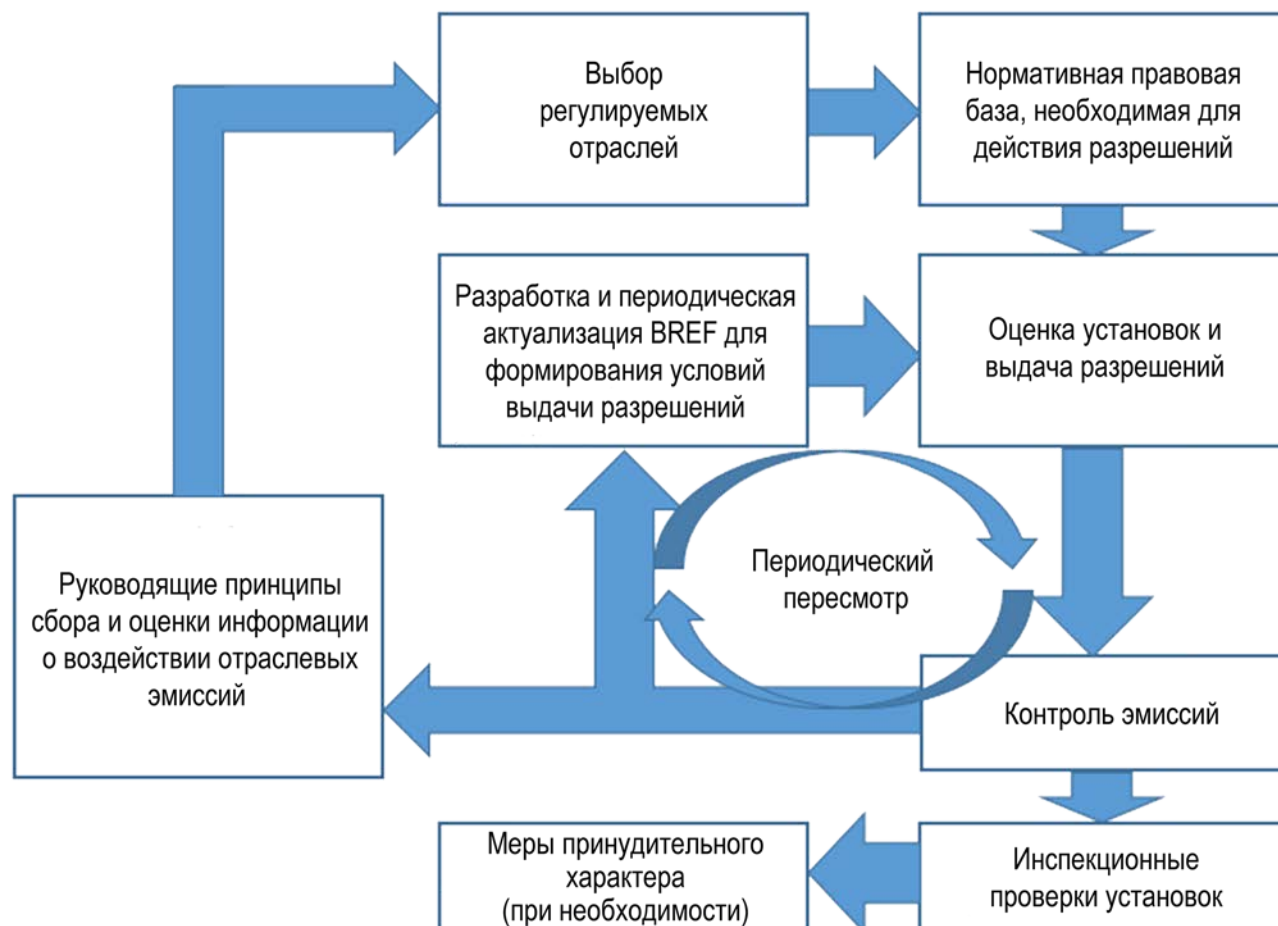 Выбор
регулируемых
отраслей
Нормативная правовая
база, необходимая для
действия разрешений
Разработка и периодическая
актуализация BREF для
формирования условий
выдачи разрешений
Оценка установок и
выдача разрешений
Руководящие принципы
сбора и оценки информации
о воздействии отраслевых
эмиссий
Периодический
пересмотр
Контроль эмиссий
Меры принудительного
характера
(при необходимости)
Инспекционные
проверки установок